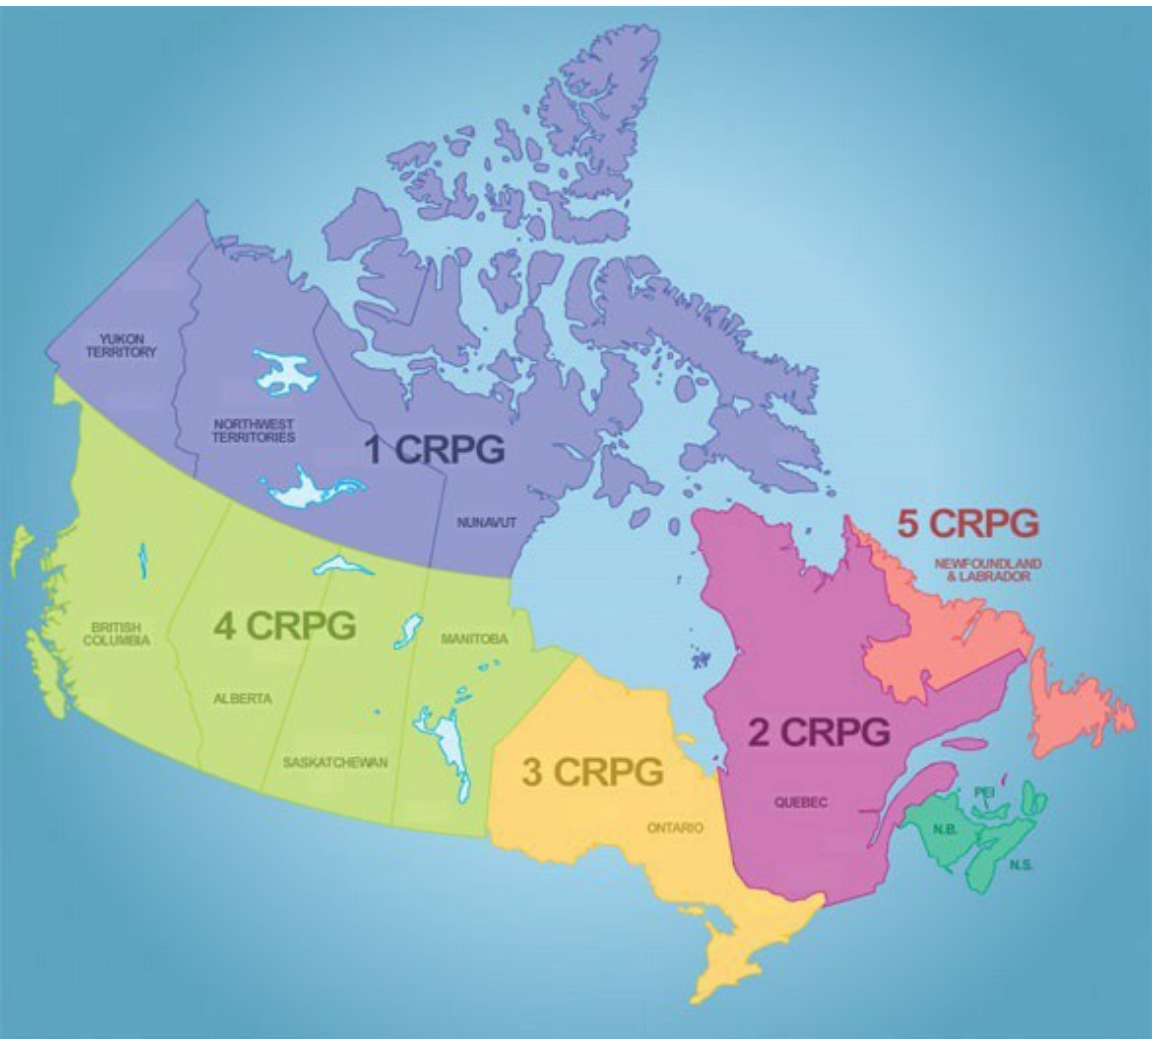 YUKON
TERRITORY
NORTHWEST
TERRITORIES
1 CRPG
NUNAVUT
5 CRPG
NEWFOUNDLAND
& LABRADOR
BRITISH
COLUMBIA
4 CRPG
MANITOBA
ALBERTA
SASKATCHEWAN
2 CRPG
3 CRPG
QUEBEC
ONTARIO
PEI
N.B.
N.S.